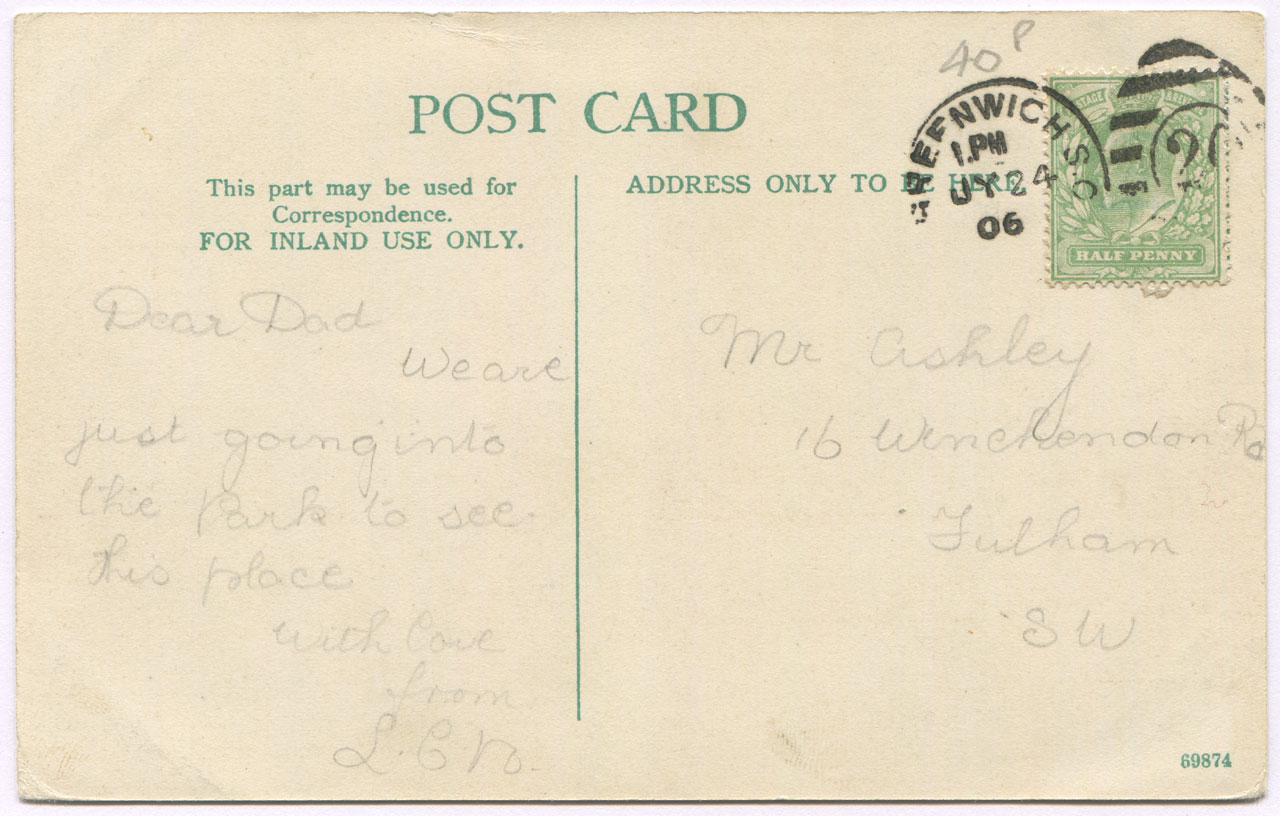 40 P
POST CARD
This part may be used for
Correspondence.
FOR INLAND USE ONLY.
ADDRESS ONLY TO BE HERE.
GREENWICH S.O.
1.PM
JY 24
06
HALF PENNY
Dear Dad
We are
just going into
the Park to see
this place
with Love
from
Mr Ashley
16 Winchendon Rd
Fulham
S W
69874